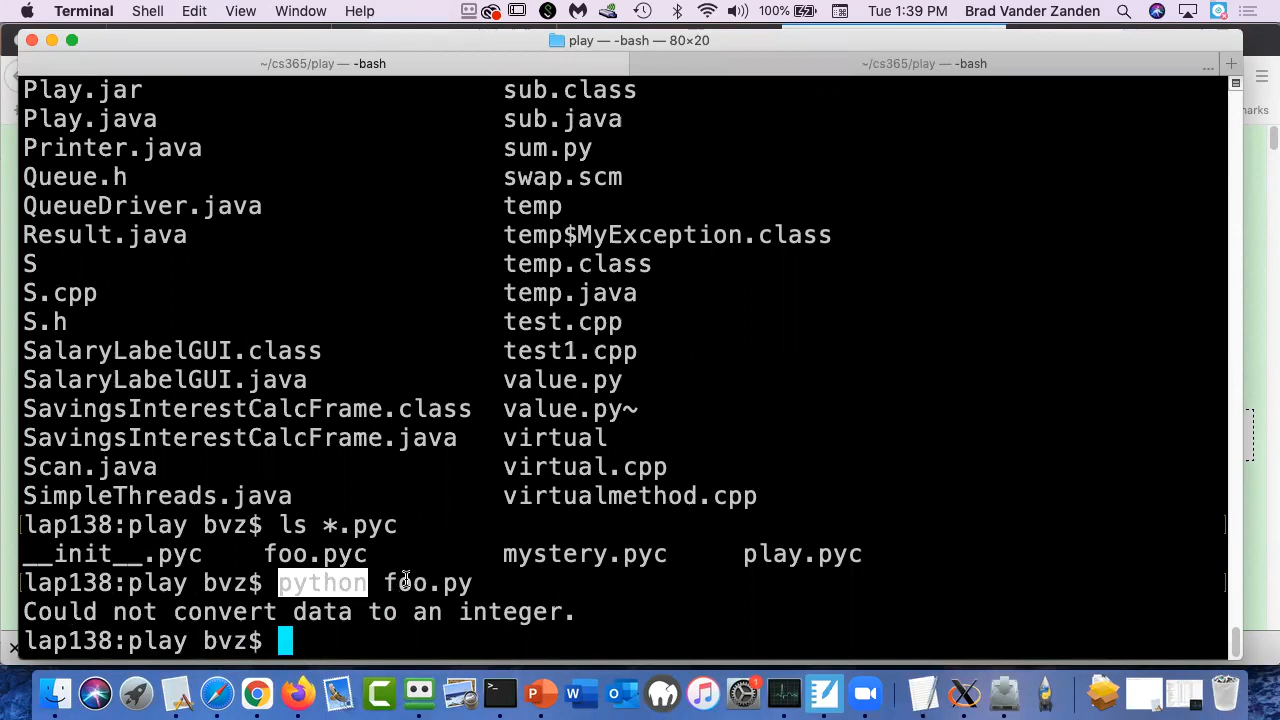 Terminal Shell Edit View Window Help 100% Tue 1:39 PM Brad Vander Zanden
play — -bash — 80×20
~/cs365/play — -bash ~/cs365/play — -bash ... +
Play.jar sub.class
Play.java sub.java
Printer.java sum.py
Queue.h swap.scm
QueueDriver.java temp
Result.java temp$MyException.class
S temp.class
S.cpp temp.java
S.h test.cpp
SalaryLabelGUI.class test1.cpp
SalaryLabelGUI.java value.py
SavingsInterestCalcFrame.class value.py~
SavingsInterestCalcFrame.java virtual
Scan.java virtual.cpp
SimpleThreads.java virtualmethod.cpp
[lap138:play bvz$ ls *.pyc ]
__init__.pyc foo.pyc mystery.pyc play.pyc
[lap138:play bvz$ python foo.py ]
Could not convert data to an integer.
lap138:play bvz$